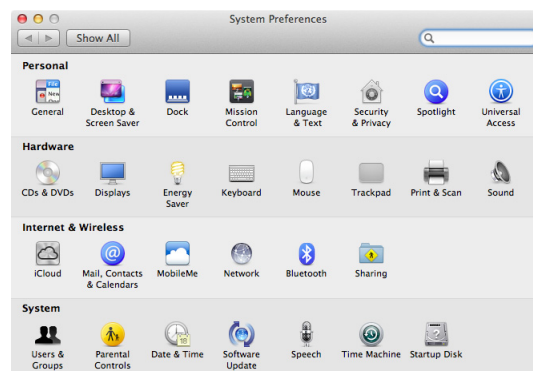 System Preferences
Show All
Personal
General
Desktop &
Screen Saver
Dock
Mission
Control
Language
& Text
Security
& Privacy
Spotlight
Universal
Access
Hardware
CDs & DVDs
Displays
Energy
Saver
Keyboard
Mouse
Trackpad
Print & Scan
Sound
Internet & Wireless
iCloud
Mail, Contacts
& Calendars
MobileMe
Network
Bluetooth
Sharing
System
Users &
Groups
Parental
Controls
Date & Time
Software
Update
Speech
Time Machine
Startup Disk